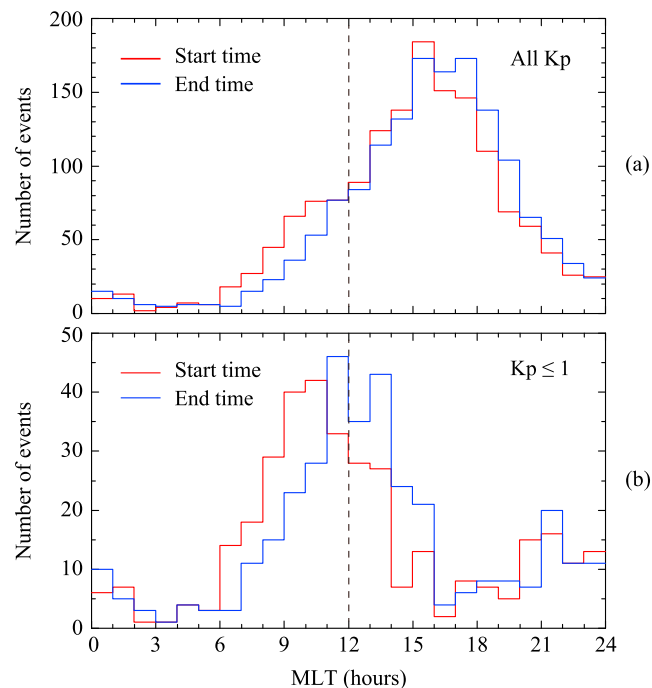 200
150
100
50
0
Number of events
Start time
End time
All Kp
(a)
50
40
30
20
10
0
Number of events
Start time
End time
Kp ≤ 1
(b)
0 3 6 9 12 15 18 21 24
MLT (hours)